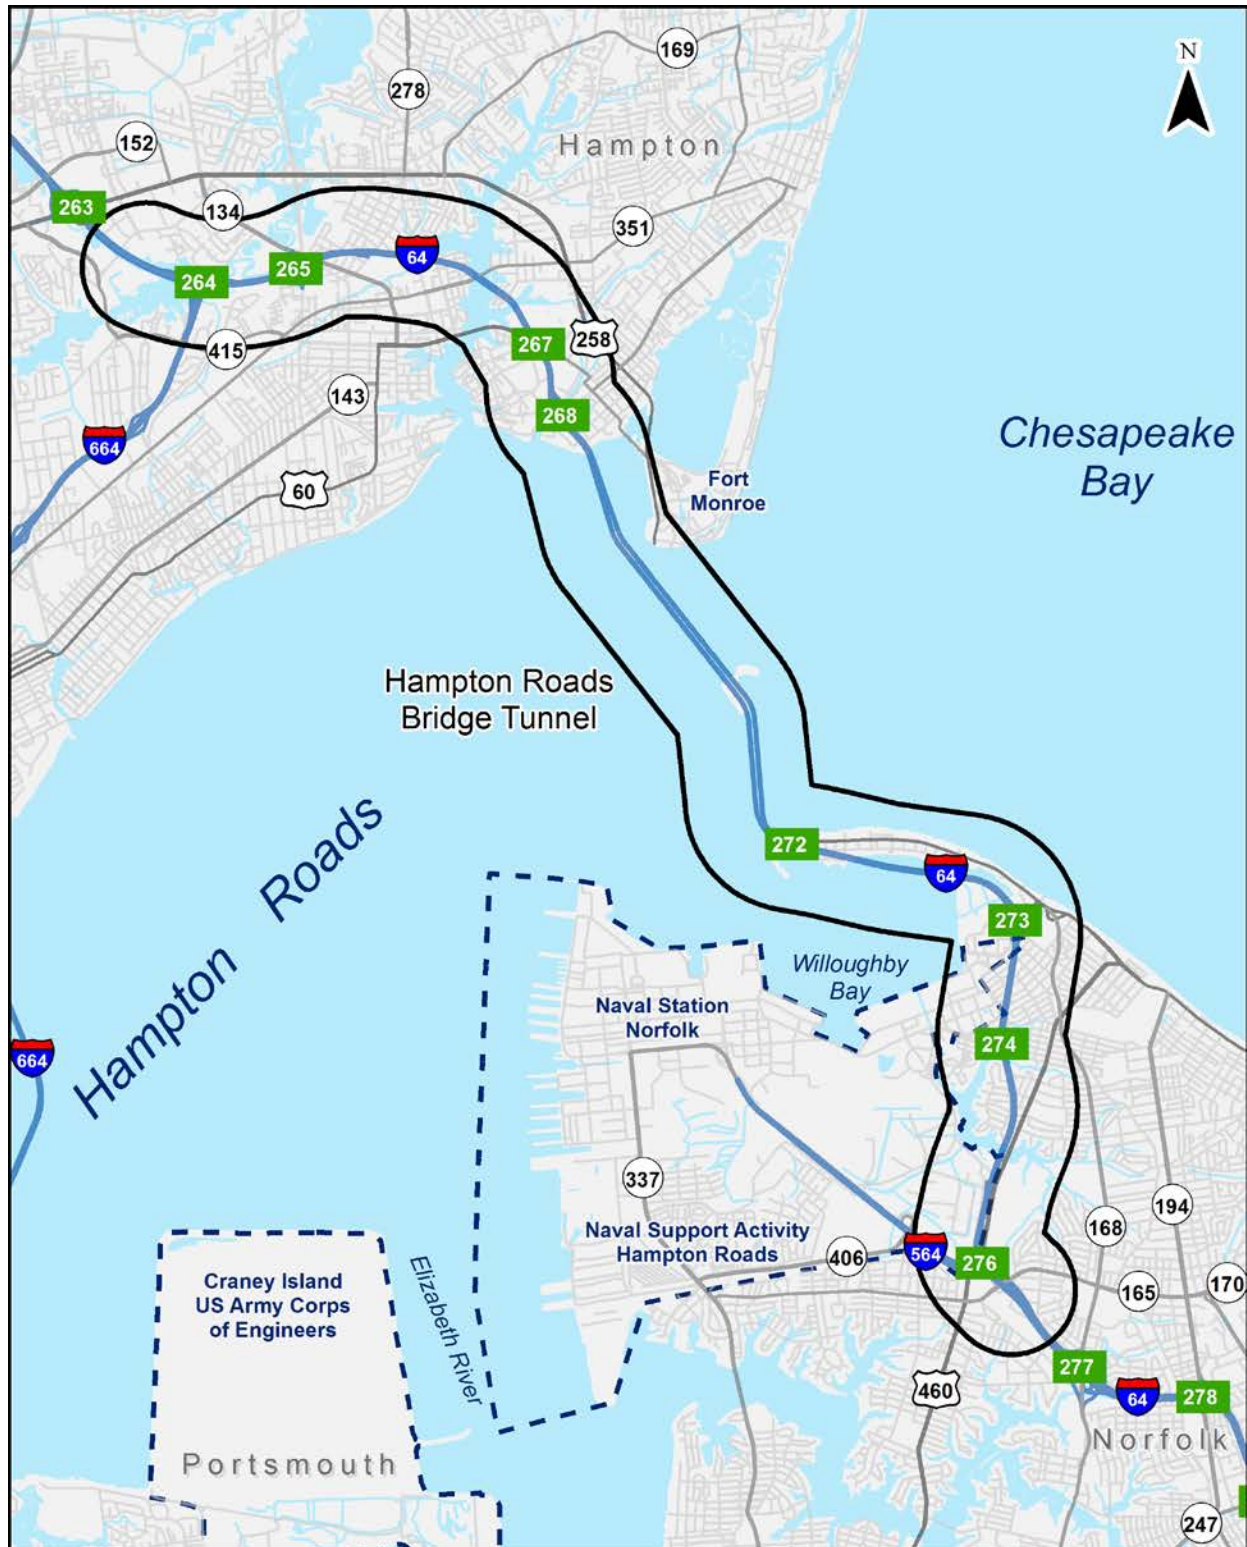 N
169
278
Hampton
152
263
134
351
64
265
264
258
267
415
143
268
664
Chesapeake
Bay
Fort
Monroe
60
Hampton Roads
Bridge Tunnel
272
64
Hampton Roads
273
Willoughby
Bay
Naval Station
Norfolk
274
664
337
194
168
Naval Support Activity
Hampton Roads
406
564
276
Craney Island
US Army Corps
of Engineers
Elizabeth River
165
170
277
460
64
278
Norfolk
Portsmouth
247